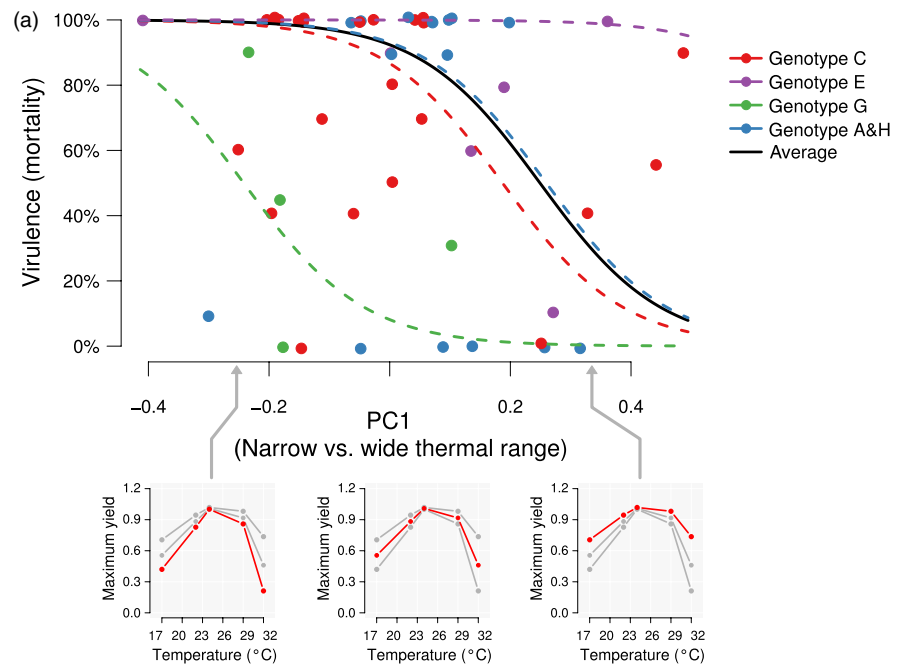 (a)
Virulence (mortality)
100%
80%
60%
40%
20%
0%
Genotype C
Genotype E
Genotype G
Genotype A&H
Average
−0.4
−0.2
0.2
0.4
PC1
(Narrow vs. wide thermal range)
Maximum yield
1.2
0.9
0.6
0.3
0.0
17 20 23 26 29 32
Temperature (°C)
Maximum yield
1.2
0.9
0.6
0.3
0.0
17 20 23 26 29 32
Temperature (°C)
Maximum yield
1.2
0.9
0.6
0.3
0.0
17 20 23 26 29 32
Temperature (°C)